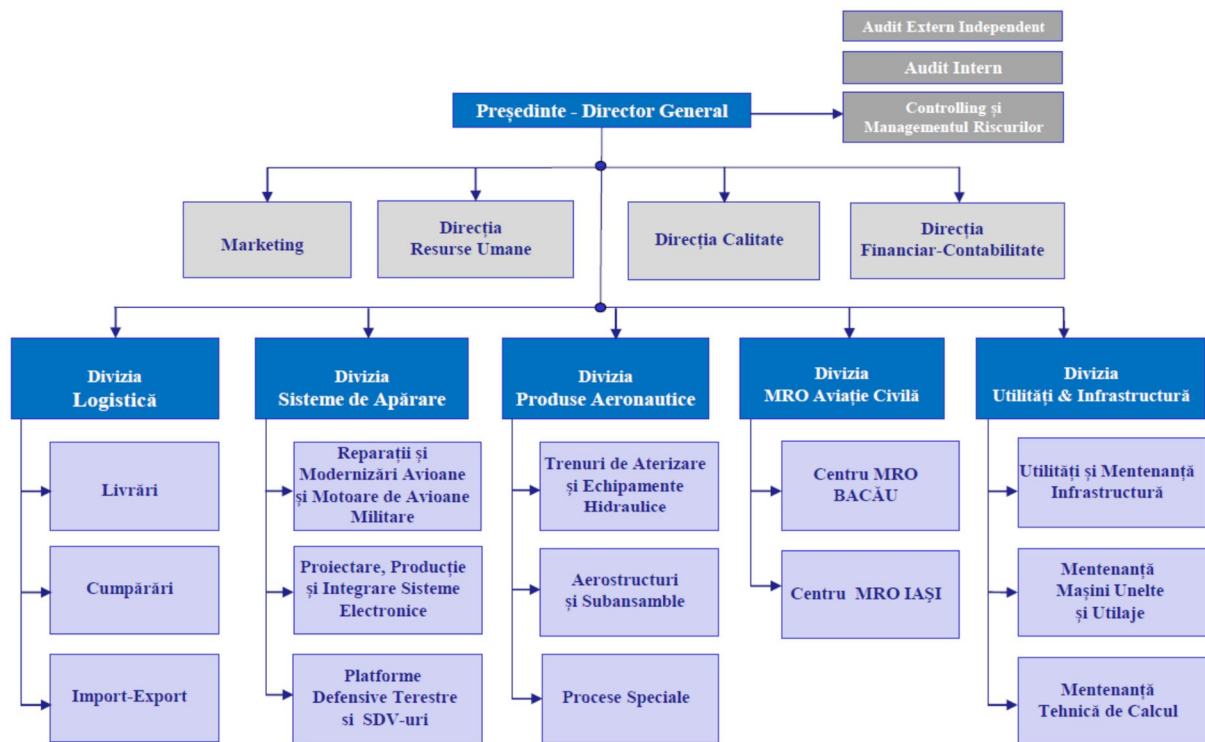 Audit Extern Independent
Audit Intern
Controlling și
Managementul Riscurilor
Președinte - Director General
Marketing
Direcția
Resurse Umane
Direcția Calitate
Direcția
Financiar-Contabilitate
Divizia
Logistică
Livrări
Cumpărări
Import-Export
Divizia
Sisteme de Apărare
Reparații și
Modernizări Avioane
și Motoare de Avioane
Militare
Proiectare, Producție
și Integrare Sisteme
Electronice
Platforme
Defensive Terestre
si SDV-uri
Divizia
Produse Aeronautice
Trenuri de Aterizare
și Echipamente
Hidraulice
Aerostructuri
și Subansamble
Procese Speciale
Divizia
MRO Aviație Civilă
Centru MRO
BACĂU
Centru MRO IAȘI
Divizia
Utilități & Infrastructură
Utilități și Mentenanță
Infrastructură
Mentenanță
Mașini Unelte
și Utilaje
Mentenanță
Tehnică de Calcul